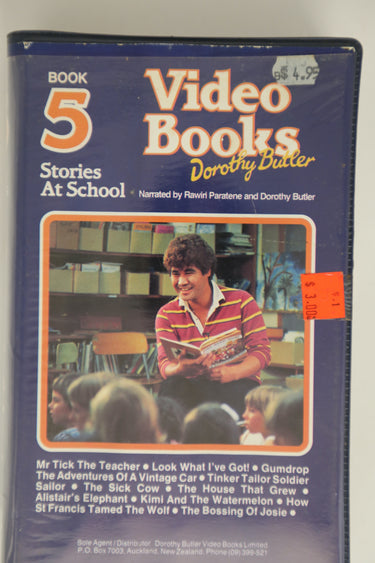 BOOK
5
Stories
At School
B$ 4.95
Video
Books
Dorothy Butler
Narrated by Rawiri Paratene and Dorothy Butler
$ 3.00
Mr Tick The Teacher ● Look What I've Got! ● Gumdrop
The Adventures Of A Vintage Car ● Tinker Tailor Soldier
Sailor ● The Sick Cow ● The House That Grew ●
Alistair's Elephant ● Kimi And The Watermelon ● How
St Francis Tamed The Wolf ● The Bossing Of Josie ●
Sole Agent/Distributor. Dorothy Butler Video Books Limited
P.O. Box 7003, Auckland, New Zealand. Phone (09) 399-521